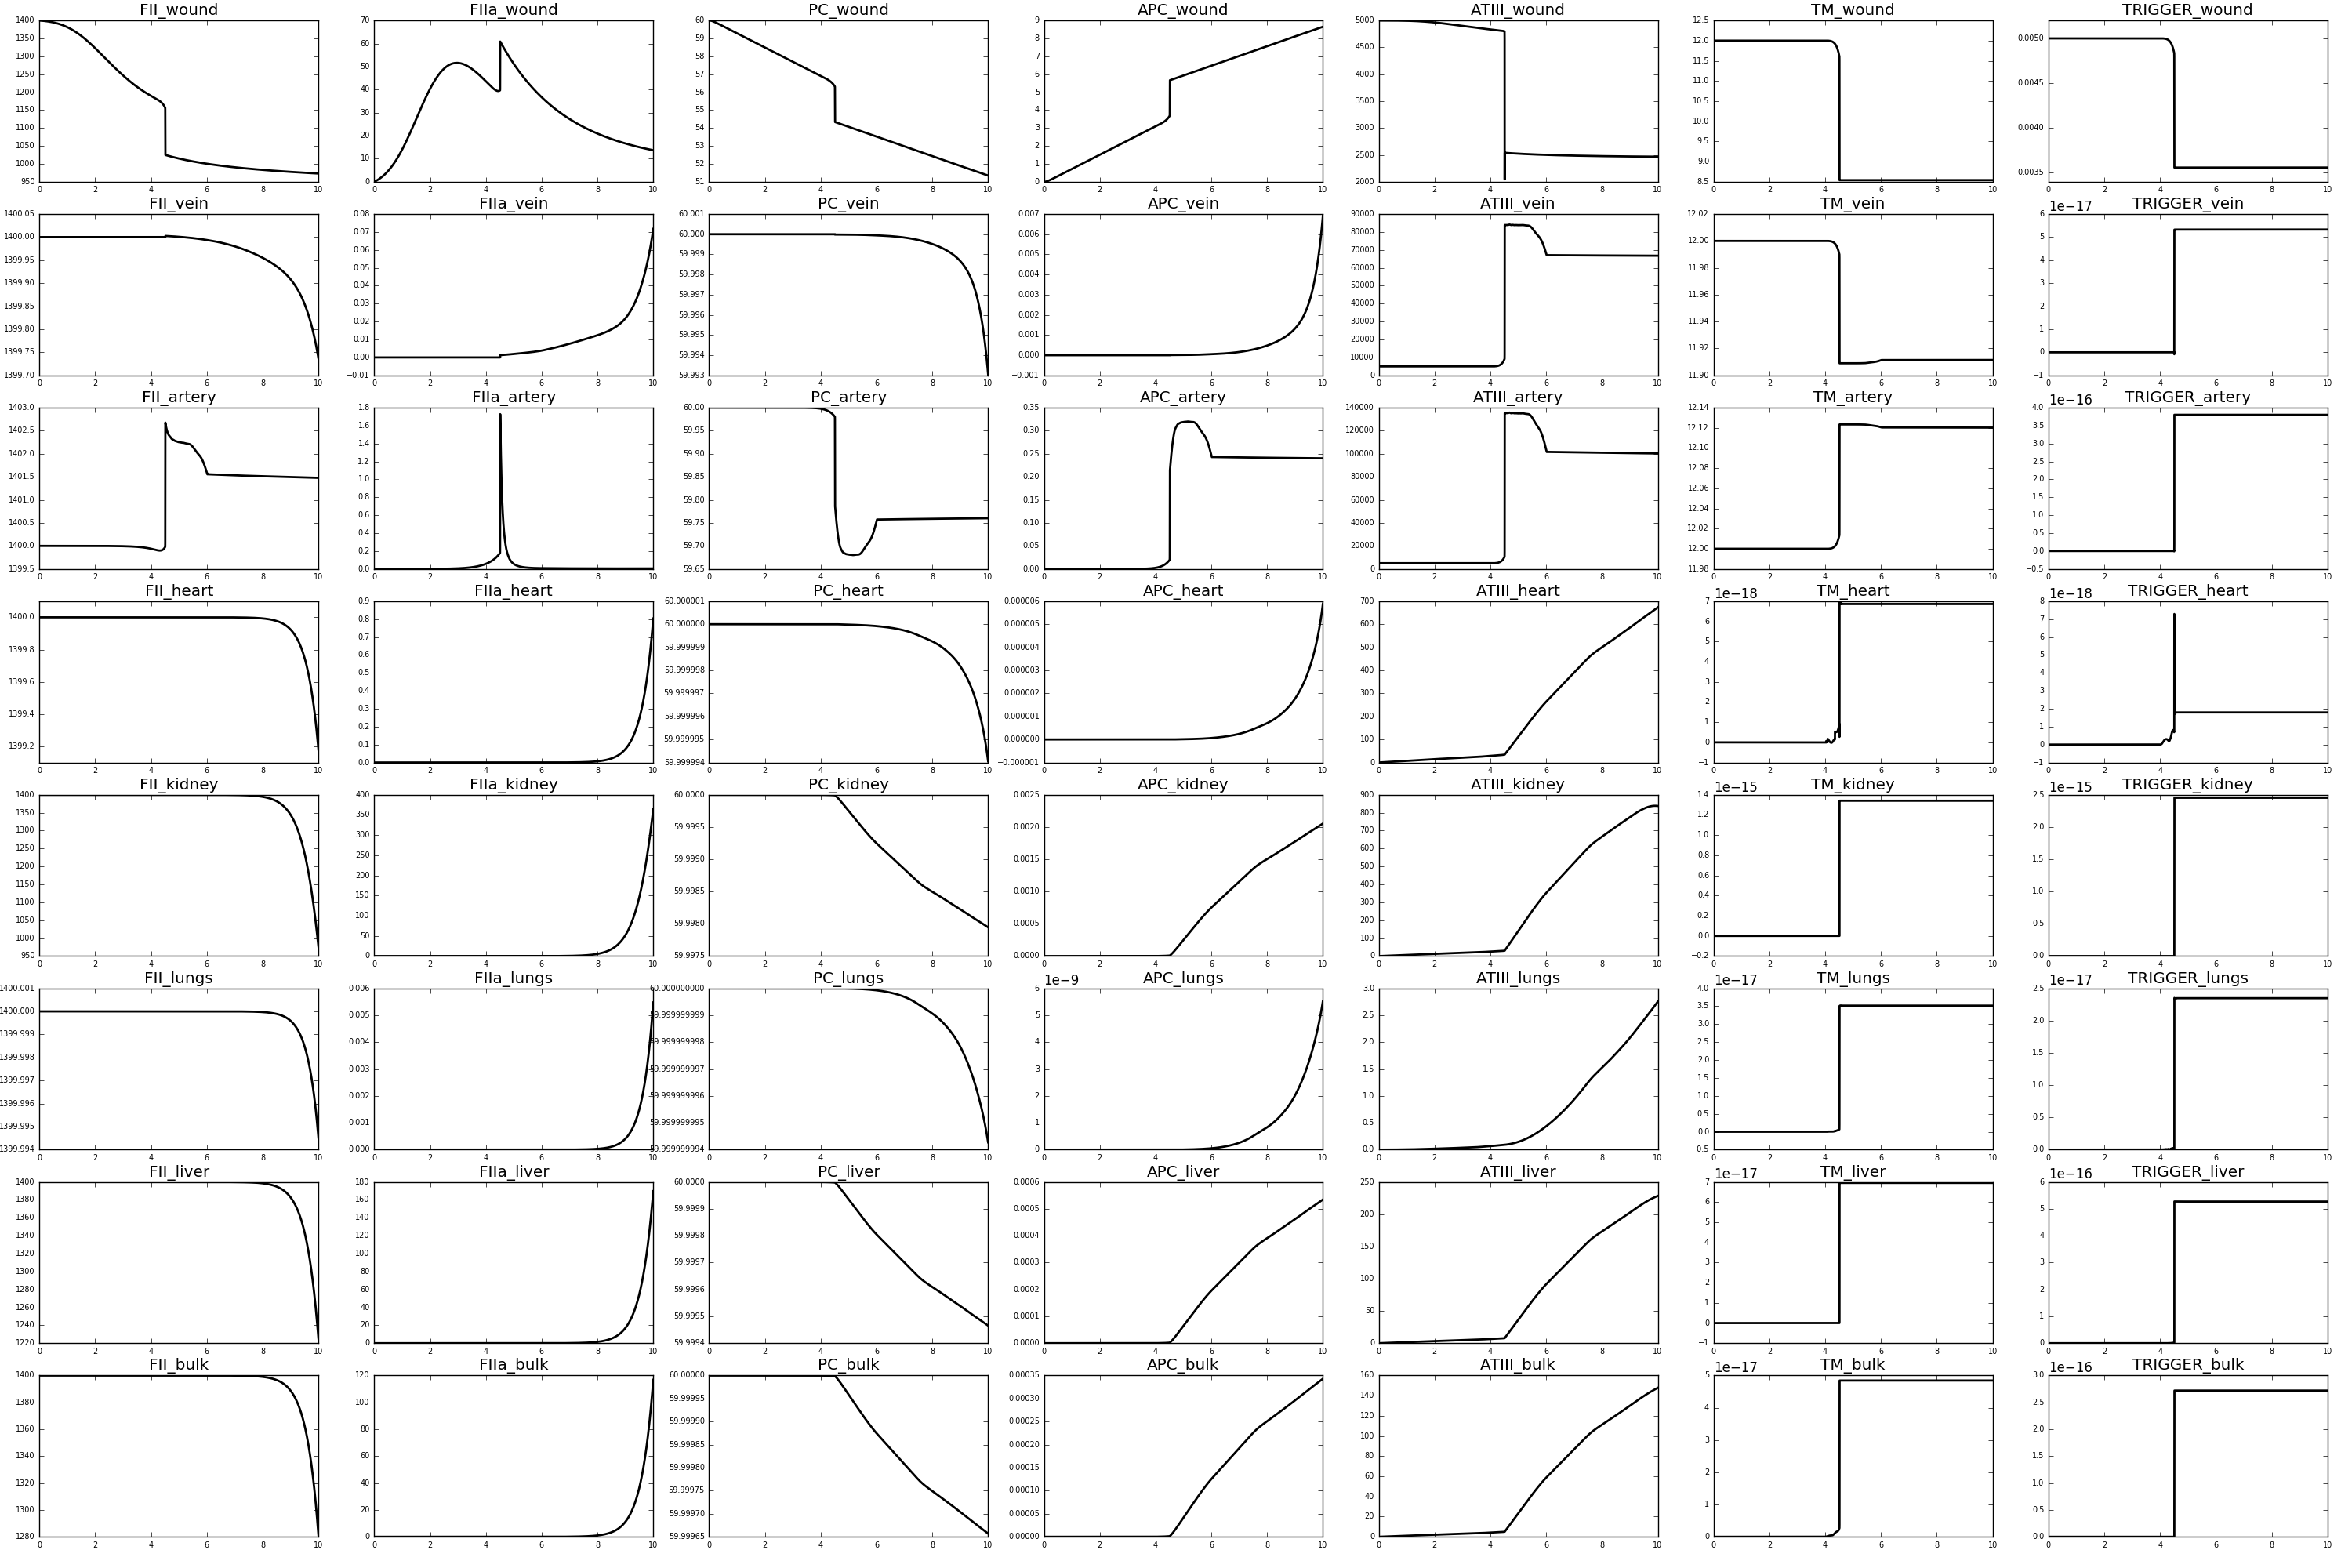 FII_wound
1400 1350 1300 1250 1200 1150 1100 1050 1000 950
0 2 4 6 8 10
FIIa_wound
70 60 50 40 30 20 10 0
0 2 4 6 8 10
PC_wound
60 59 58 57 56 55 54 53 52 51
0 2 4 6 8 10
APC_wound
9 8 7 6 5 4 3 2 1 0
0 2 4 6 8 10
ATIII_wound
5000 4500 4000 3500 3000 2500 2000
0 2 4 6 8 10
TM_wound
12.5 12.0 11.5 11.0 10.5 10.0 9.5 9.0 8.5
0 2 4 6 8 10
TRIGGER_wound
0.0050 0.0045 0.0040 0.0035
0 2 4 6 8 10
FII_vein
1400.05 1400.00 1399.95 1399.90 1399.85 1399.80 1399.75 1399.70
0 2 4 6 8 10
FIIa_vein
0.08 0.07 0.06 0.05 0.04 0.03 0.02 0.01 0.00 −0.01
0 2 4 6 8 10
PC_vein
60.001 60.000 59.999 59.998 59.997 59.996 59.995 59.994 59.993
0 2 4 6 8 10
APC_vein
0.007 0.006 0.005 0.004 0.003 0.002 0.001 0.000 −0.001
0 2 4 6 8 10
ATIII_vein
90000 80000 70000 60000 50000 40000 30000 20000 10000 0
0 2 4 6 8 10
TM_vein
12.02 12.00 11.98 11.96 11.94 11.92 11.90
0 2 4 6 8 10
TRIGGER_vein
1e−17
6 5 4 3 2 1 0 −1
0 2 4 6 8 10
FII_artery
1403.0 1402.5 1402.0 1401.5 1401.0 1400.5 1400.0 1399.5
0 2 4 6 8 10
FIIa_artery
1.8 1.6 1.4 1.2 1.0 0.8 0.6 0.4 0.2 0.0
0 2 4 6 8 10
PC_artery
60.00 59.95 59.90 59.85 59.80 59.75 59.70 59.65
0 2 4 6 8 10
APC_artery
0.35 0.30 0.25 0.20 0.15 0.10 0.05 0.00
0 2 4 6 8 10
ATIII_artery
140000 120000 100000 80000 60000 40000 20000 0
0 2 4 6 8 10
TM_artery
12.14 12.12 12.10 12.08 12.06 12.04 12.02 12.00 11.98
0 2 4 6 8 10
TRIGGER_artery
1e−16
4.0 3.5 3.0 2.5 2.0 1.5 1.0 0.5 0.0 −0.5
0 2 4 6 8 10
FII_heart
1400.0 1399.8 1399.6 1399.4 1399.2
0 2 4 6 8 10
FIIa_heart
0.9 0.8 0.7 0.6 0.5 0.4 0.3 0.2 0.1 0.0
0 2 4 6 8 10
PC_heart
60.000001 60.000000 59.999999 59.999998 59.999997 59.999996 59.999995 59.999994
0 2 4 6 8 10
APC_heart
0.000006 0.000005 0.000004 0.000003 0.000002 0.000001 0.000000 −0.000001
0 2 4 6 8 10
ATIII_heart
700 600 500 400 300 200 100 0
0 2 4 6 8 10
TM_heart
1e−18
7 6 5 4 3 2 1 0 −1
0 2 4 6 8 10
TRIGGER_heart
1e−18
8 7 6 5 4 3 2 1 0 −1
0 2 4 6 8 10
FII_kidney
1400 1350 1300 1250 1200 1150 1100 1050 1000 950
0 2 4 6 8 10
FIIa_kidney
400 350 300 250 200 150 100 50 0
0 2 4 6 8 10
PC_kidney
60.0000 59.9995 59.9990 59.9985 59.9980 59.9975
0 2 4 6 8 10
APC_kidney
0.0025 0.0020 0.0015 0.0010 0.0005 0.0000
0 2 4 6 8 10
ATIII_kidney
900 800 700 600 500 400 300 200 100 0
0 2 4 6 8 10
TM_kidney
1e−15
1.4 1.2 1.0 0.8 0.6 0.4 0.2 0.0 −0.2
0 2 4 6 8 10
TRIGGER_kidney
1e−15
2.5 2.0 1.5 1.0 0.5 0.0
0 2 4 6 8 10
FII_lungs
1400.001 1400.000 1399.999 1399.998 1399.997 1399.996 1399.995 1399.994
0 2 4 6 8 10
FIIa_lungs
0.006 0.005 0.004 0.003 0.002 0.001 0.000
0 2 4 6 8 10
PC_lungs
60.000000000 59.999999999 59.999999998 59.999999997 59.999999996 59.999999995 59.999999994
0 2 4 6 8 10
APC_lungs
1e−9
6 5 4 3 2 1 0
0 2 4 6 8 10
ATIII_lungs
3.0 2.5 2.0 1.5 1.0 0.5 0.0
0 2 4 6 8 10
TM_lungs
1e−17
4.0 3.5 3.0 2.5 2.0 1.5 1.0 0.5 0.0 −0.5
0 2 4 6 8 10
TRIGGER_lungs
1e−17
2.5 2.0 1.5 1.0 0.5 0.0
0 2 4 6 8 10
FII_liver
1400 1380 1360 1340 1320 1300 1280 1260 1240 1220
0 2 4 6 8 10
FIIa_liver
180 160 140 120 100 80 60 40 20 0
0 2 4 6 8 10
PC_liver
60.0000 59.9999 59.9998 59.9997 59.9996 59.9995 59.9994
0 2 4 6 8 10
APC_liver
0.0006 0.0005 0.0004 0.0003 0.0002 0.0001 0.0000
0 2 4 6 8 10
ATIII_liver
250 200 150 100 50 0
0 2 4 6 8 10
TM_liver
1e−17
7 6 5 4 3 2 1 0 −1
0 2 4 6 8 10
TRIGGER_liver
1e−16
6 5 4 3 2 1 0
0 2 4 6 8 10
FII_bulk
1400 1380 1360 1340 1320 1300 1280
0 2 4 6 8 10
FIIa_bulk
120 100 80 60 40 20 0
0 2 4 6 8 10
PC_bulk
60.00000 59.99995 59.99990 59.99985 59.99980 59.99975 59.99970 59.99965
0 2 4 6 8 10
APC_bulk
0.00035 0.00030 0.00025 0.00020 0.00015 0.00010 0.00005 0.00000
0 2 4 6 8 10
ATIII_bulk
160 140 120 100 80 60 40 20 0
0 2 4 6 8 10
TM_bulk
1e−17
5 4 3 2 1 0
0 2 4 6 8 10
TRIGGER_bulk
1e−16
3.0 2.5 2.0 1.5 1.0 0.5 0.0
0 2 4 6 8 10